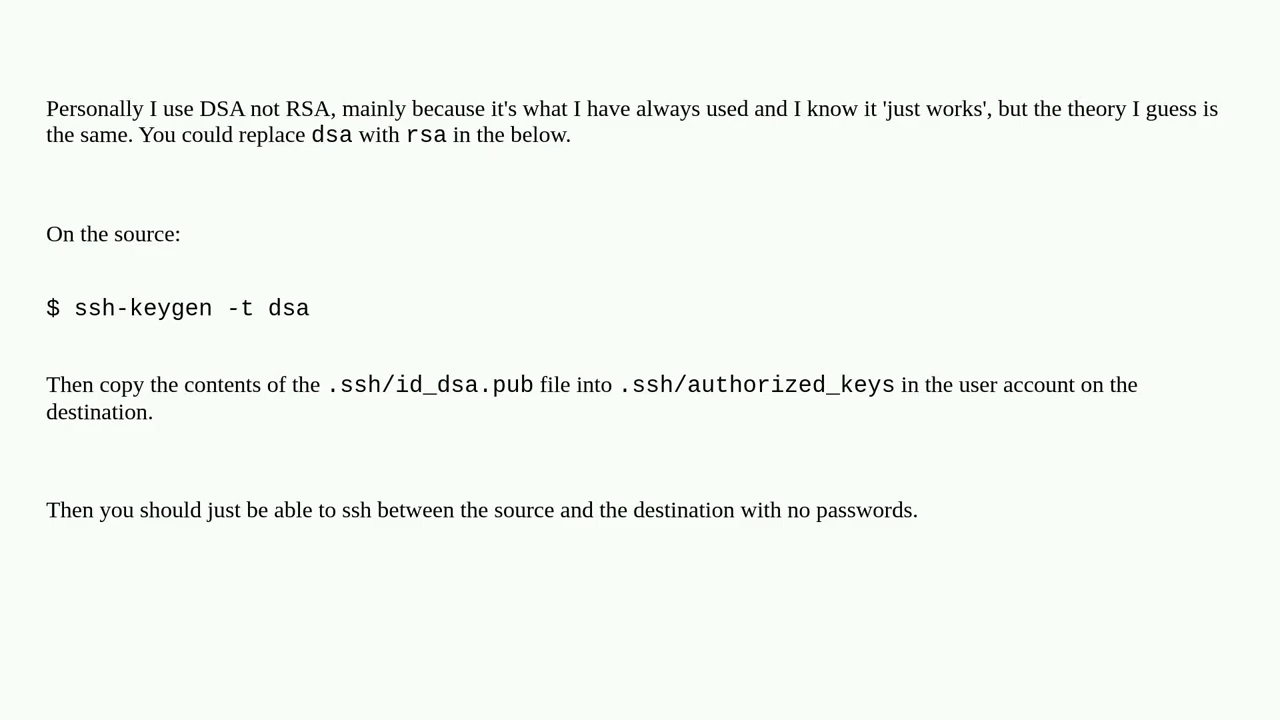 Personally I use DSA not RSA, mainly because it's what I have always used and I know it 'just works', but the theory I guess is
the same. You could replace dsa with rsa in the below.
On the source:
$ ssh-keygen -t dsa
Then copy the contents of the .ssh/id_dsa.pub file into .ssh/authorized_keys in the user account on the
destination.
Then you should just be able to ssh between the source and the destination with no passwords.